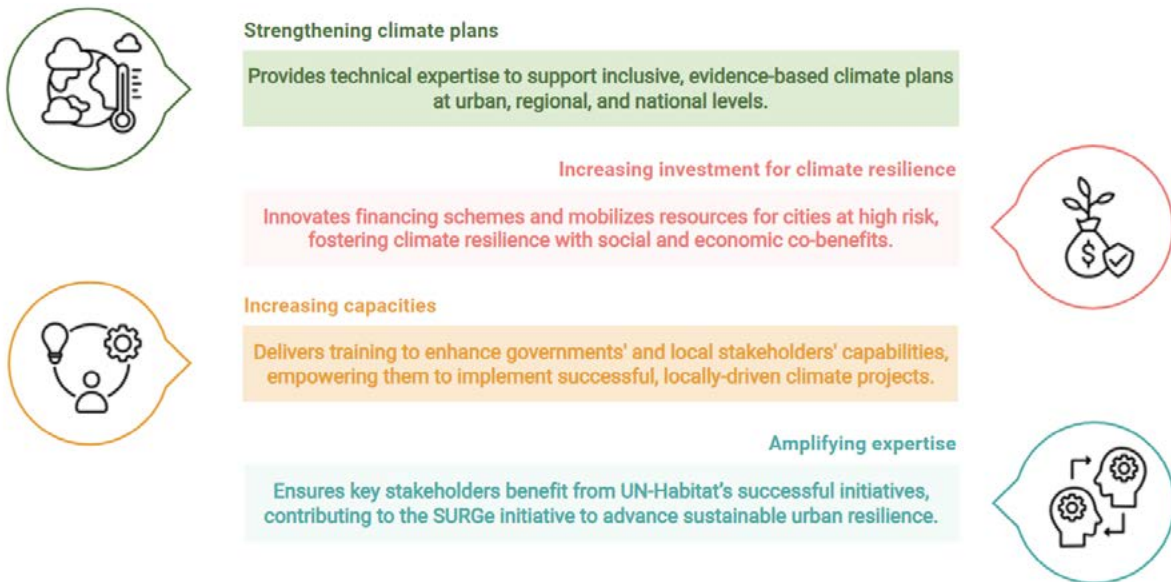 Strengthening climate plans
Provides technical expertise to support inclusive, evidence-based climate plans
at urban, regional, and national levels.
Increasing investment for climate resilience
Innovates financing schemes and mobilizes resources for cities at high risk,
fostering climate resilience with social and economic co-benefits.
$
Increasing capacities
Delivers training to enhance governments' and local stakeholders' capabilities,
empowering them to implement successful, locally-driven climate projects.
Amplifying expertise
Ensures key stakeholders benefit from UN-Habitat's successful initiatives,
contributing to the SURGe initiative to advance sustainable urban resilience.